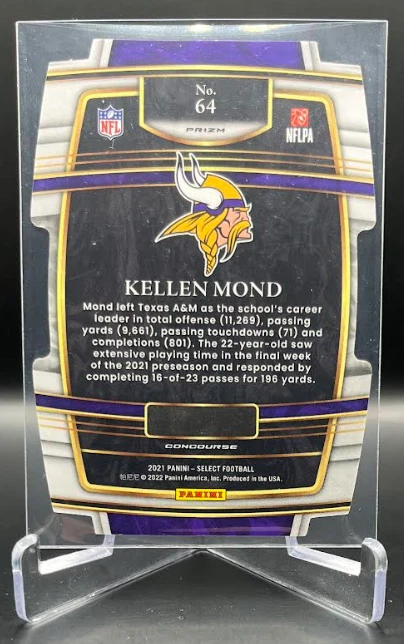 No.
64
PRIZM
NFL
NFLPA
KELLEN MOND
Mond left Texas A&M as the school's career
leader in total offense (11,269), passing
yards (9,661), passing touchdowns (71) and
completions (801). The 22-year-old saw
extensive playing time in the final week
of the 2021 preseason and responded by
completing 16-of-23 passes for 196 yards.
CONCOURSE
2021 PANINI – SELECT FOOTBALL
帕尼尼 © 2022 Panini America, Inc. Produced in the USA.
PANINI